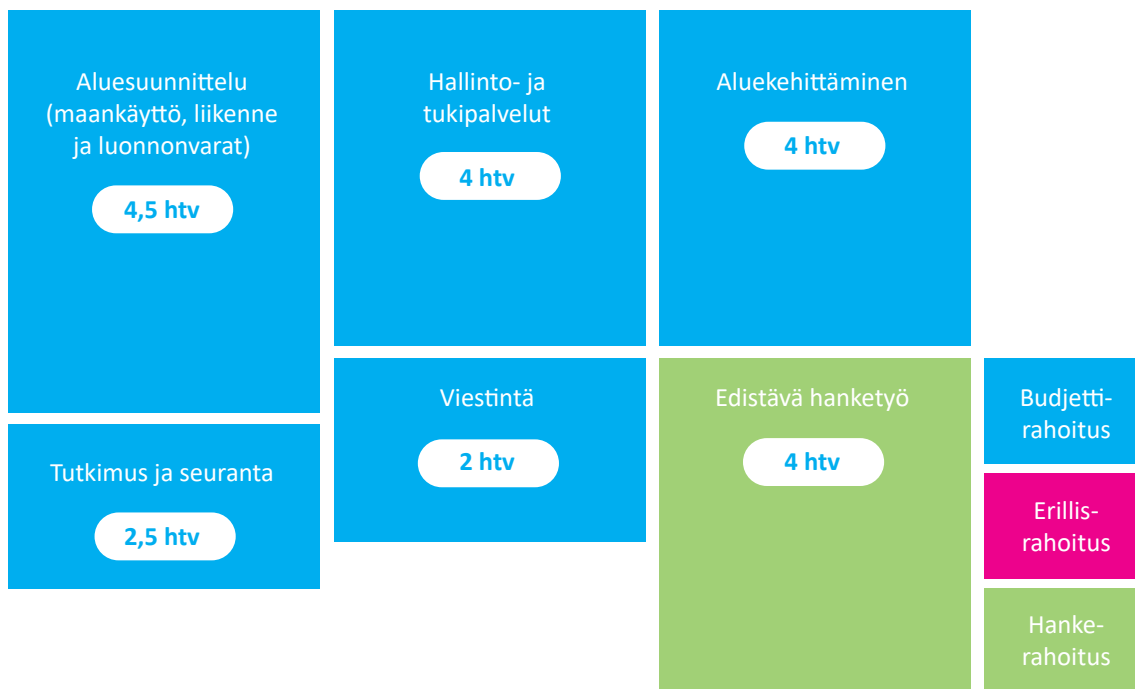 Aluesuunnittelu
(maankäyttö, liikenne
ja luonnonvarat)
4,5 htv
Hallinto- ja
tukipalvelut
4 htv
Aluekehittäminen
4 htv
Tutkimus ja seuranta
2,5 htv
Viestintä
2 htv
Edistävä hanketyö
4 htv
Budjetti-
rahoitus
Erillis-
rahoitus
Hanke-
rahoitus